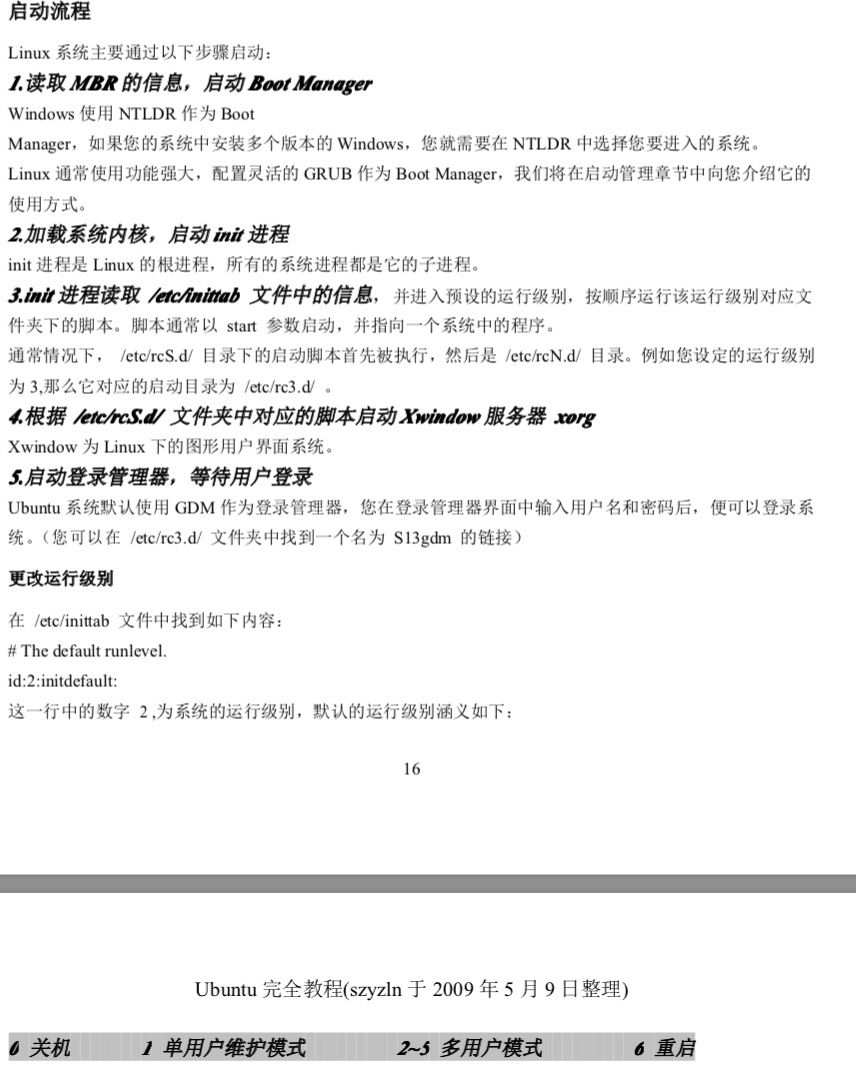 启动流程
Linux 系统主要通过以下步骤启动：
1.读取 MBR 的信息，启动 Boot Manager
Windows 使用 NTLDR 作为 Boot
Manager，如果您的系统中安装多个版本的 Windows，您就需要在 NTLDR 中选择您要进入的系统。
Linux 通常使用功能强大，配置灵活的 GRUB 作为 Boot Manager，我们将在启动管理章节中向您介绍它的
使用方式。
2.加载系统内核，启动 init 进程
init 进程是 Linux 的根进程，所有的系统进程都是它的子进程。
3.init 进程读取 /etc/inittab 文件中的信息，并进入预设的运行级别，按顺序运行该运行级别对应文
件夹下的脚本。脚本通常以 start 参数启动，并指向一个系统中的程序。
通常情况下， /etc/rcS.d/ 目录下的启动脚本首先被执行，然后是 /etc/rcN.d/ 目录。例如您设定的运行级别
为 3,那么它对应的启动目录为 /etc/rc3.d/ 。
4.根据 /etc/rcS.d/ 文件夹中对应的脚本启动 Xwindow 服务器 xorg
Xwindow 为 Linux 下的图形用户界面系统。
5.启动登录管理器，等待用户登录
Ubuntu 系统默认使用 GDM 作为登录管理器，您在登录管理器界面中输入用户名和密码后，便可以登录系
统。（您可以在 /etc/rc3.d/ 文件夹中找到一个名为 S13gdm 的链接）
更改运行级别
在 /etc/inittab 文件中找到如下内容：
# The default runlevel.
id:2:initdefault:
这一行中的数字 2 ,为系统的运行级别，默认的运行级别涵义如下：
16
Ubuntu 完全教程(szyzln 于 2009 年 5 月 9 日整理)
0 关机 1 单用户维护模式 2~5 多用户模式 6 重启